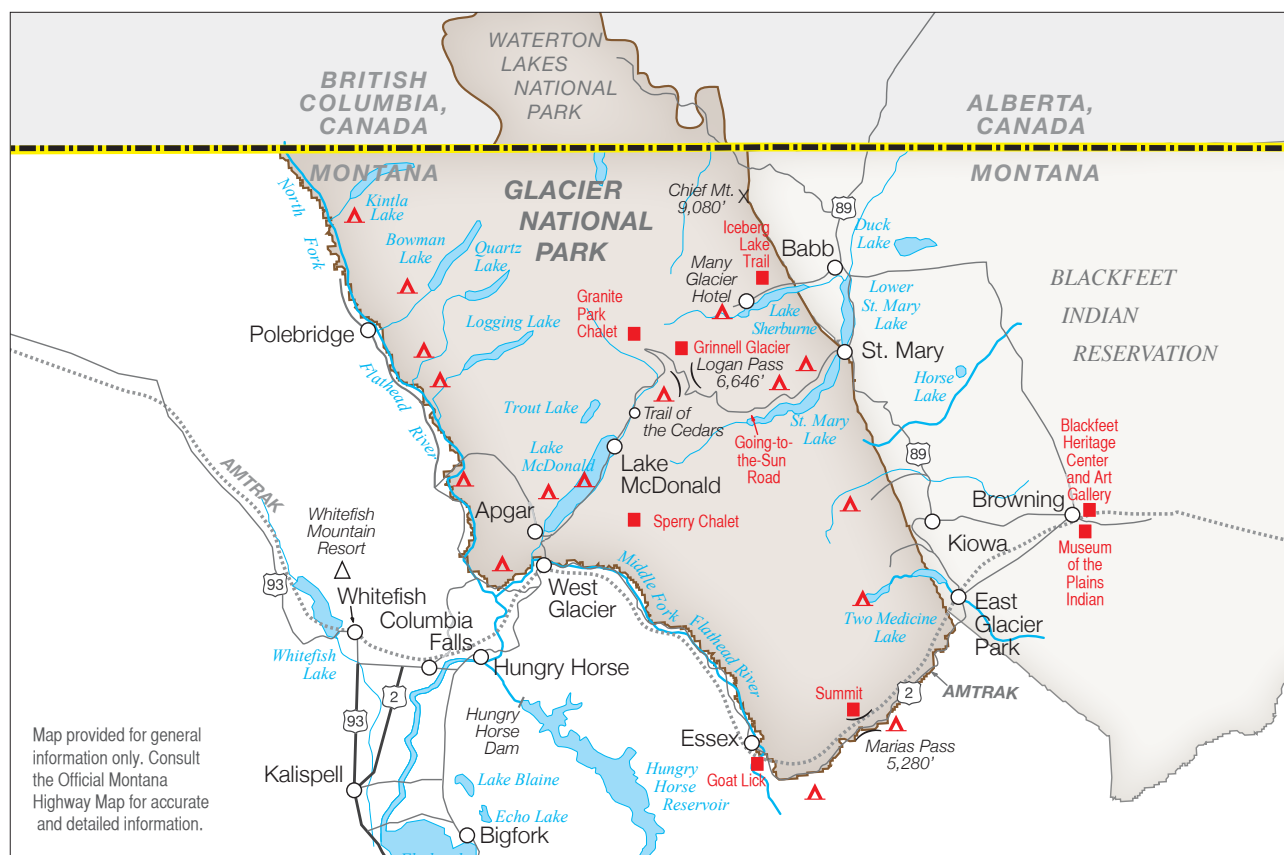 WATERTON
LAKES
NATIONAL
PARK
BRITISH
COLUMBIA,
CANADA
ALBERTA,
CANADA
MONTANA
MONTANA
GLACIER
NATIONAL
PARK
North
Fork
Flathead
River
Kintla
Lake
Bowman
Lake
Quartz
Lake
Logging Lake
Trout Lake
Lake
McDonald
Chief Mt.
9,080’
X
Iceberg
Lake
Trail
Many
Glacier
Hotel
Babb
89
Duck
Lake
Lower
St. Mary
Lake
Lake
Sherburne
BLACKFEET
INDIAN
RESERVATION
Polebridge
Granite
Park
Chalet
Grinnell Glacier
Logan Pass
6,646’
St. Mary
Horse
Lake
Trail of
the Cedars
St. Mary
Lake
Going-to-
the-Sun
Road
Lake
McDonald
Sperry Chalet
Apgar
89
Browning
Blackfeet
Heritage
Center
and Art
Gallery
Kiowa
Museum
of the
Plains
Indian
AMTRAK
Whitefish
Mountain
Resort
93
Whitefish
Columbia
Falls
West
Glacier
Middle
Fork
Flathead River
Two Medicine
Lake
East
Glacier
Park
Whitefish
Lake
Hungry Horse
2
93
Hungry
Horse
Dam
Summit
2
AMTRAK
Essex
Marias Pass
5,280’
Goat Lick
Map provided for general
information only. Consult
the Official Montana
Highway Map for accurate
and detailed information.
Kalispell
Lake Blaine
Echo Lake
Hungry
Horse
Reservoir
Bigfork